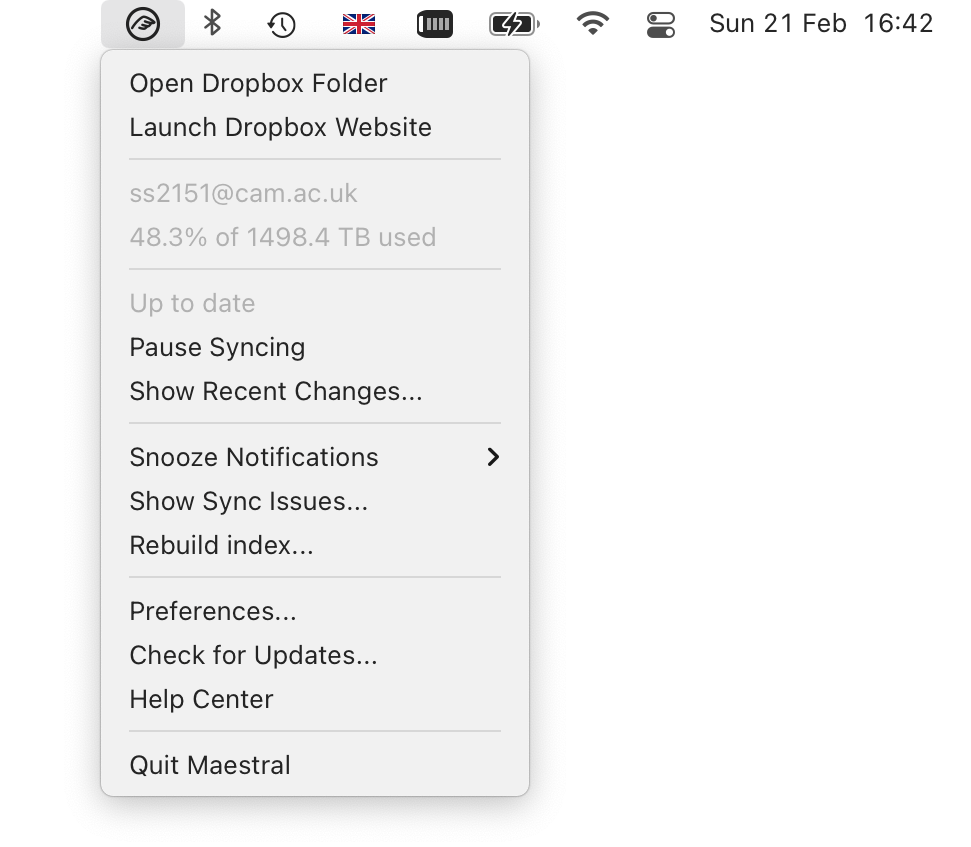 Sun 21 Feb 16:42
Open Dropbox Folder
Launch Dropbox Website
ss2151@cam.ac.uk
48.3% of 1498.4 TB used
Up to date
Pause Syncing
Show Recent Changes...
Snooze Notifications
Show Sync Issues...
Rebuild index...
Preferences...
Check for Updates...
Help Center
Quit Maestral